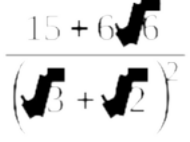 15 + 6√6
(√3 + √2)²